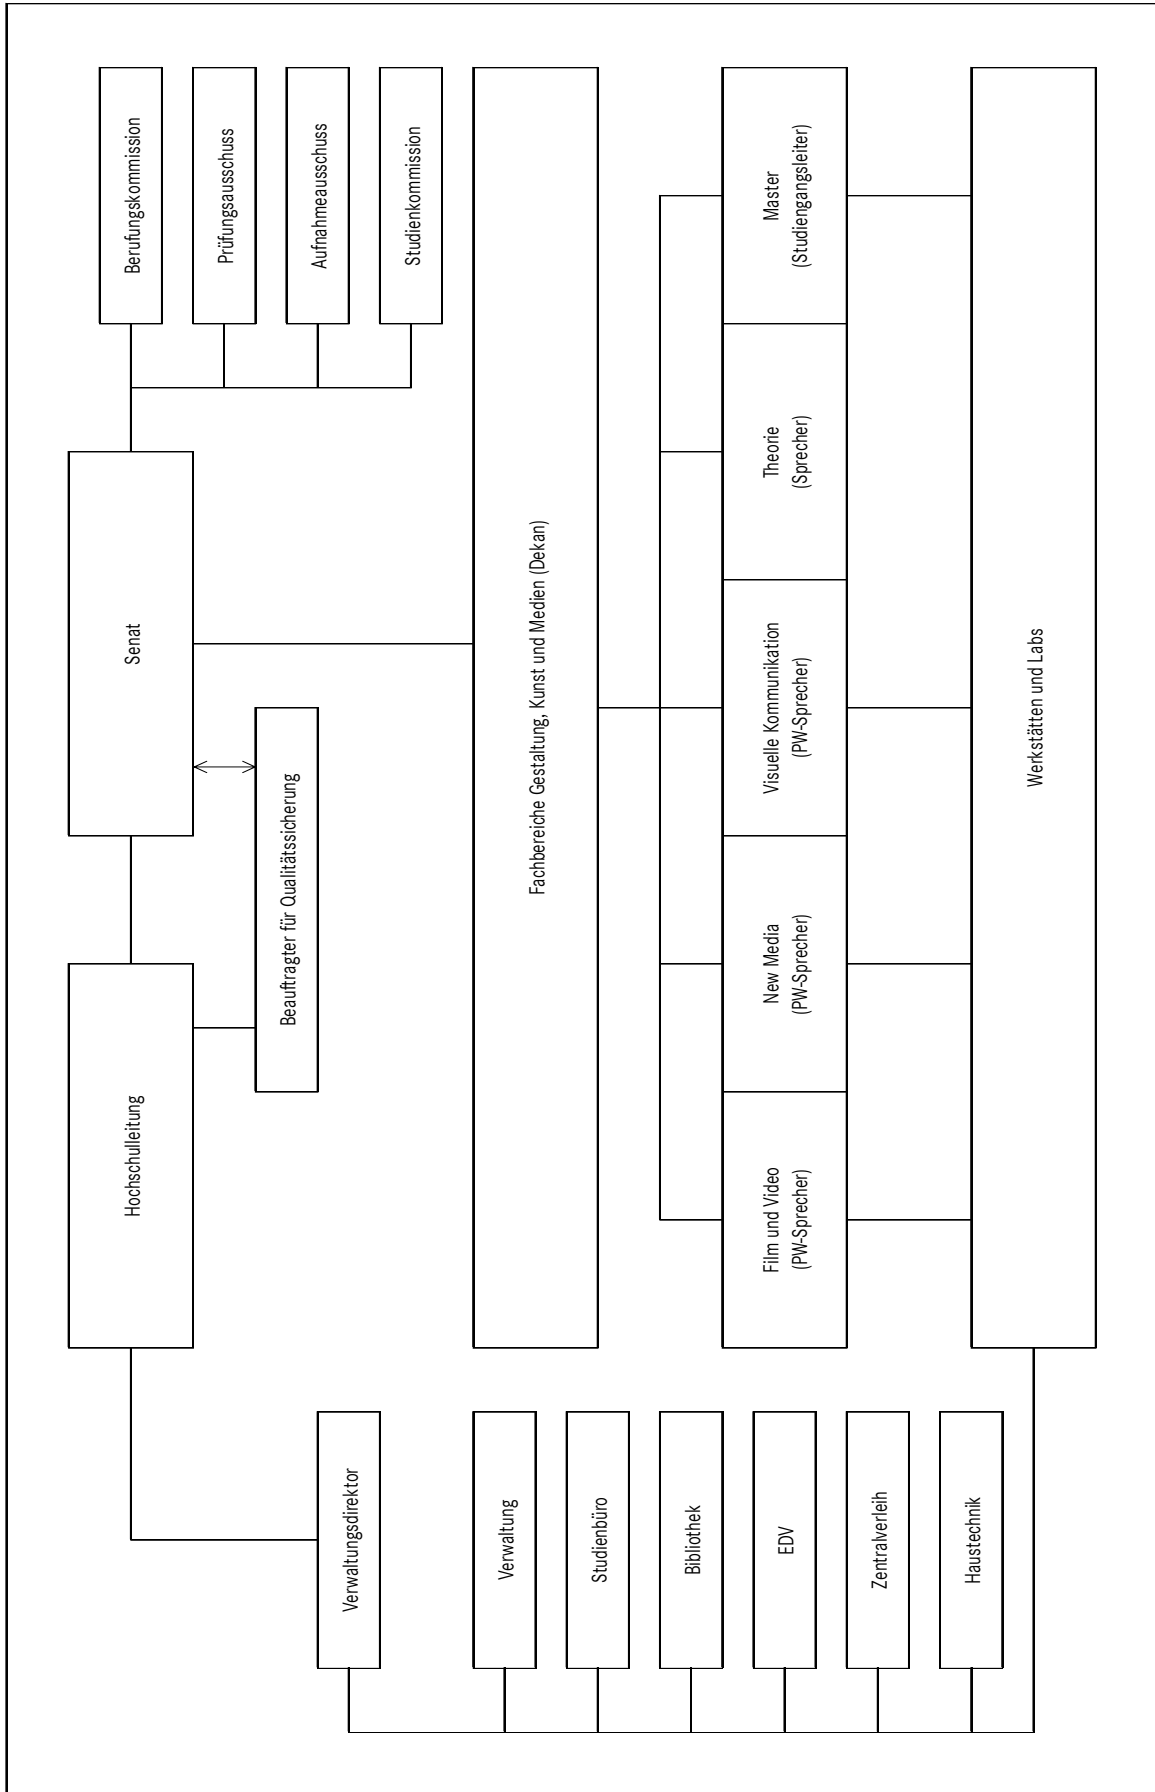 Hochschulleitung
Senat
Berufungskommission
Prüfungsausschuss
Aufnahmeausschuss
Studienkommission
Beauftragter für Qualitätssicherung
Verwaltungsdirektor
Verwaltung
Studienbüro
Bibliothek
EDV
Zentralverleih
Haustechnik
Fachbereiche Gestaltung, Kunst und Medien (Dekan)
Film und Video
(PW-Sprecher)
New Media
(PW-Sprecher)
Visuelle Kommunikation
(PW-Sprecher)
Theorie
(Sprecher)
Master
(Studiengangsleiter)
Werkstätten und Labs